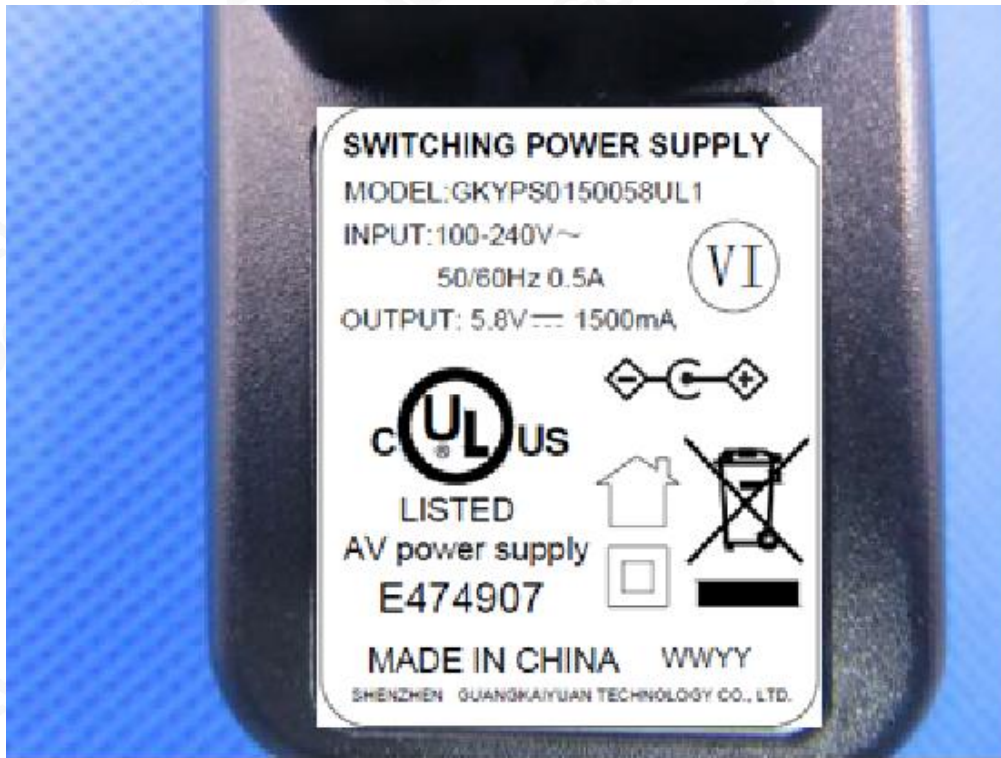 SWITCHING POWER SUPPLY
MODEL:GKYPS0150058UL1
INPUT:100-240V～
50/60Hz 0.5A
VI
OUTPUT: 5.8V⎓ 1500mA
C UL® US
LISTED
AV power supply
E474907
MADE IN CHINA WWYY
SHENZHEN GUANGKAIYUAN TECHNOLOGY CO., LTD.